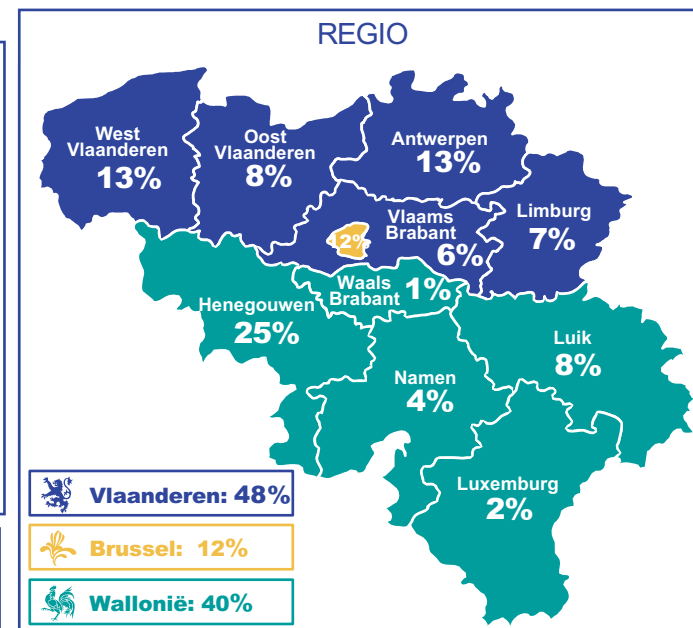 REGIO
West
Vlaanderen
13%
Oost
Vlaanderen
8%
Antwerpen
13%
Vlaams
Brabant
6%
12%
Limburg
7%
Waals
Brabant
1%
Henegouwen
25%
Luik
8%
Namen
4%
Luxemburg
2%
Vlaanderen: 48%
Brussel: 12%
Wallonië: 40%